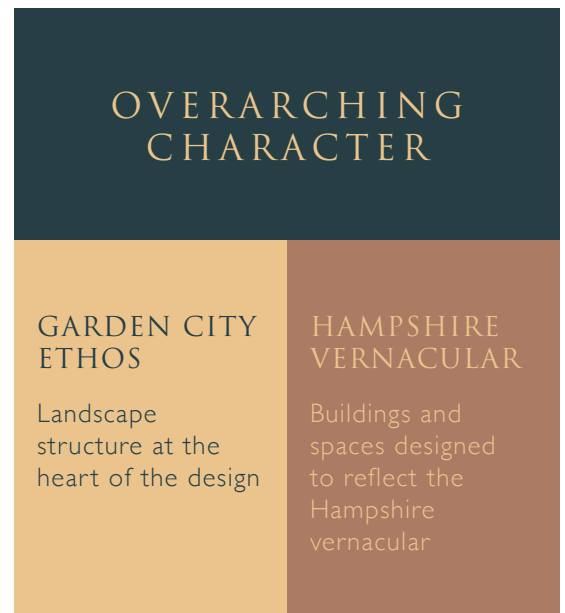 OVERARCHING
CHARACTER
GARDEN CITY
ETHOS
Landscape
structure at the
heart of the design
HAMPSHIRE
VERNACULAR
Buildings and
spaces designed
to reflect the
Hampshire
vernacular